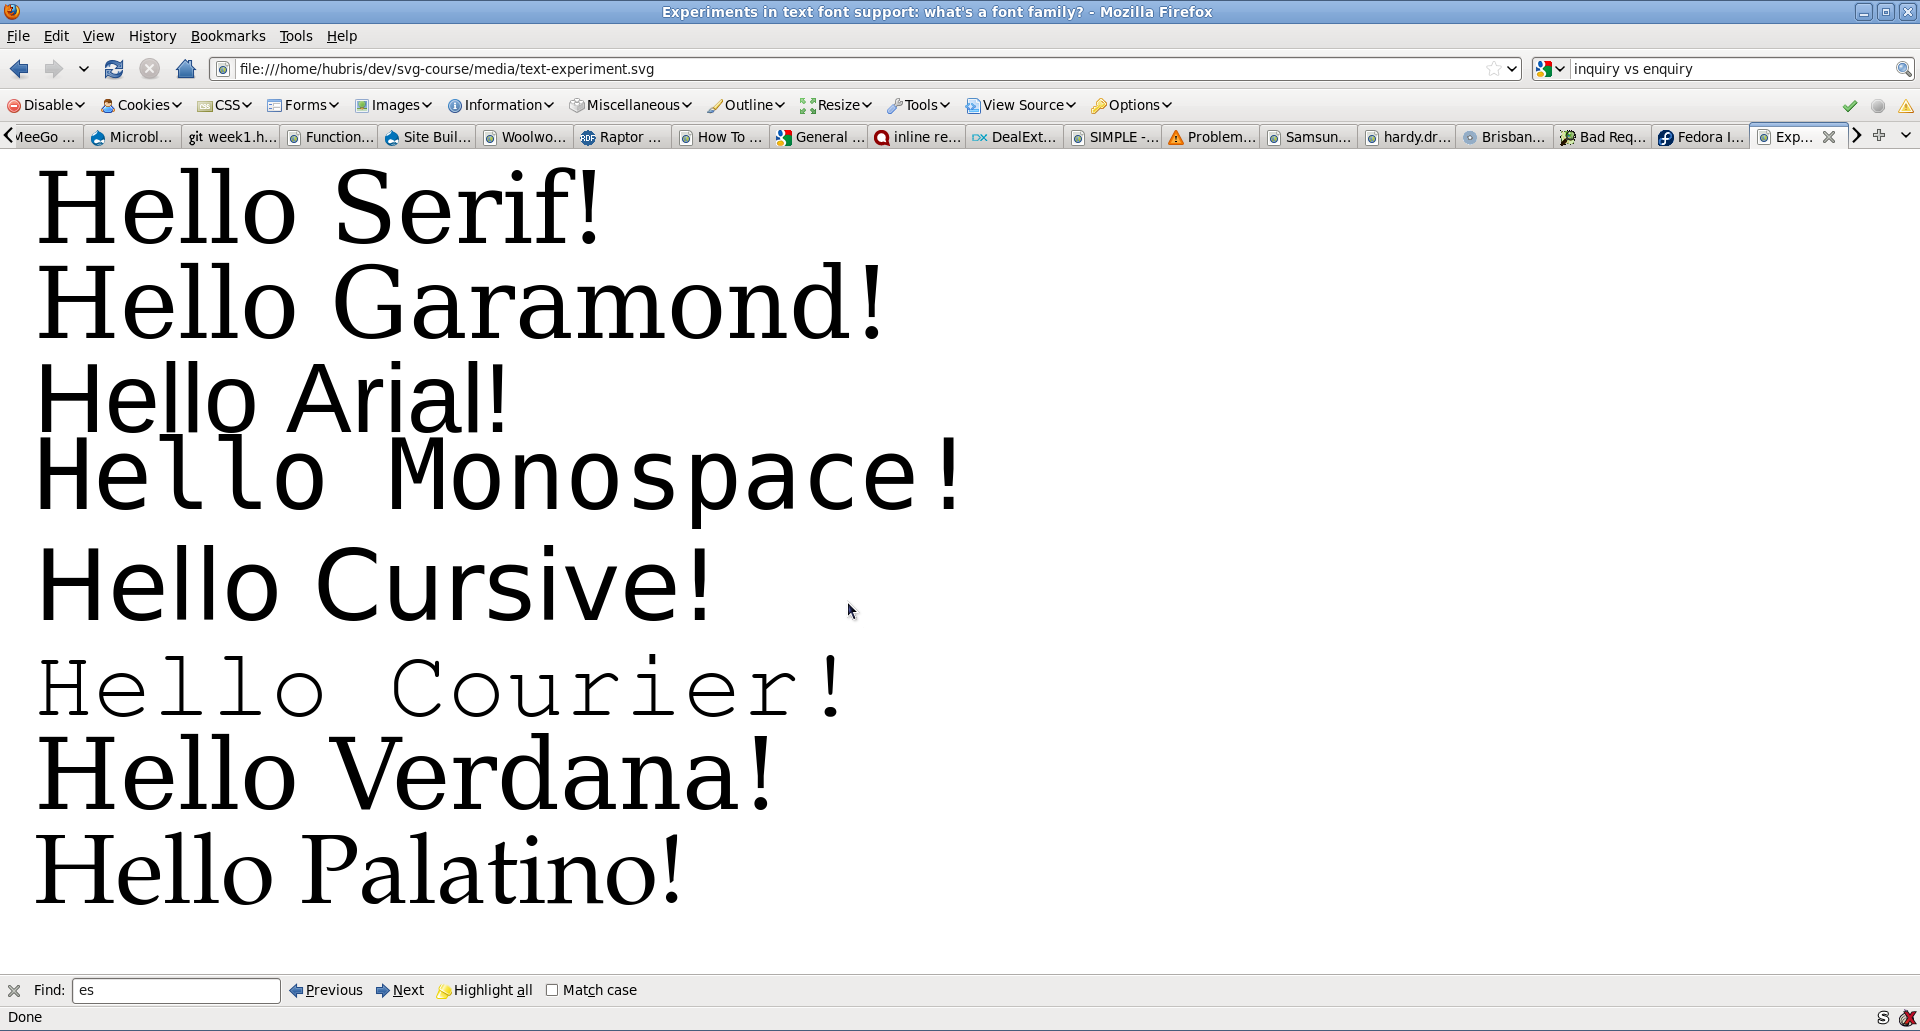 Experiments in text font support: what's a font family? - Mozilla Firefox
File Edit View History Bookmarks Tools Help
file:///home/hubris/dev/svg-course/media/text-experiment.svg inquiry vs enquiry
Disable Cookies CSS Forms Images Information Miscellaneous Outline Resize Tools View Source Options
MeeGo ... Microbl... git week1.h... Function... Site Buil... Woolwo... Raptor ... How To ... General ... inline re... DealExt... SIMPLE -... Problem... Samsun... hardy.dr... Brisban... Bad Req... Fedora I... Exp...
Hello Serif!
Hello Garamond!
Hello Arial!
Hello Monospace!
Hello Cursive!
Hello Courier!
Hello Verdana!
Hello Palatino!
Find: es Previous Next Highlight all Match case
Done